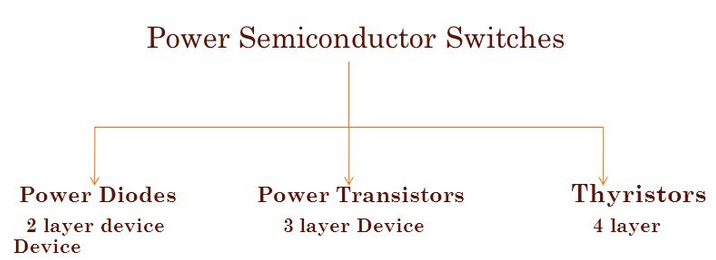 Power Semiconductor Switches
Power Diodes
2 layer device
Device
Power Transistors
3 layer Device
Thyristors
4 layer